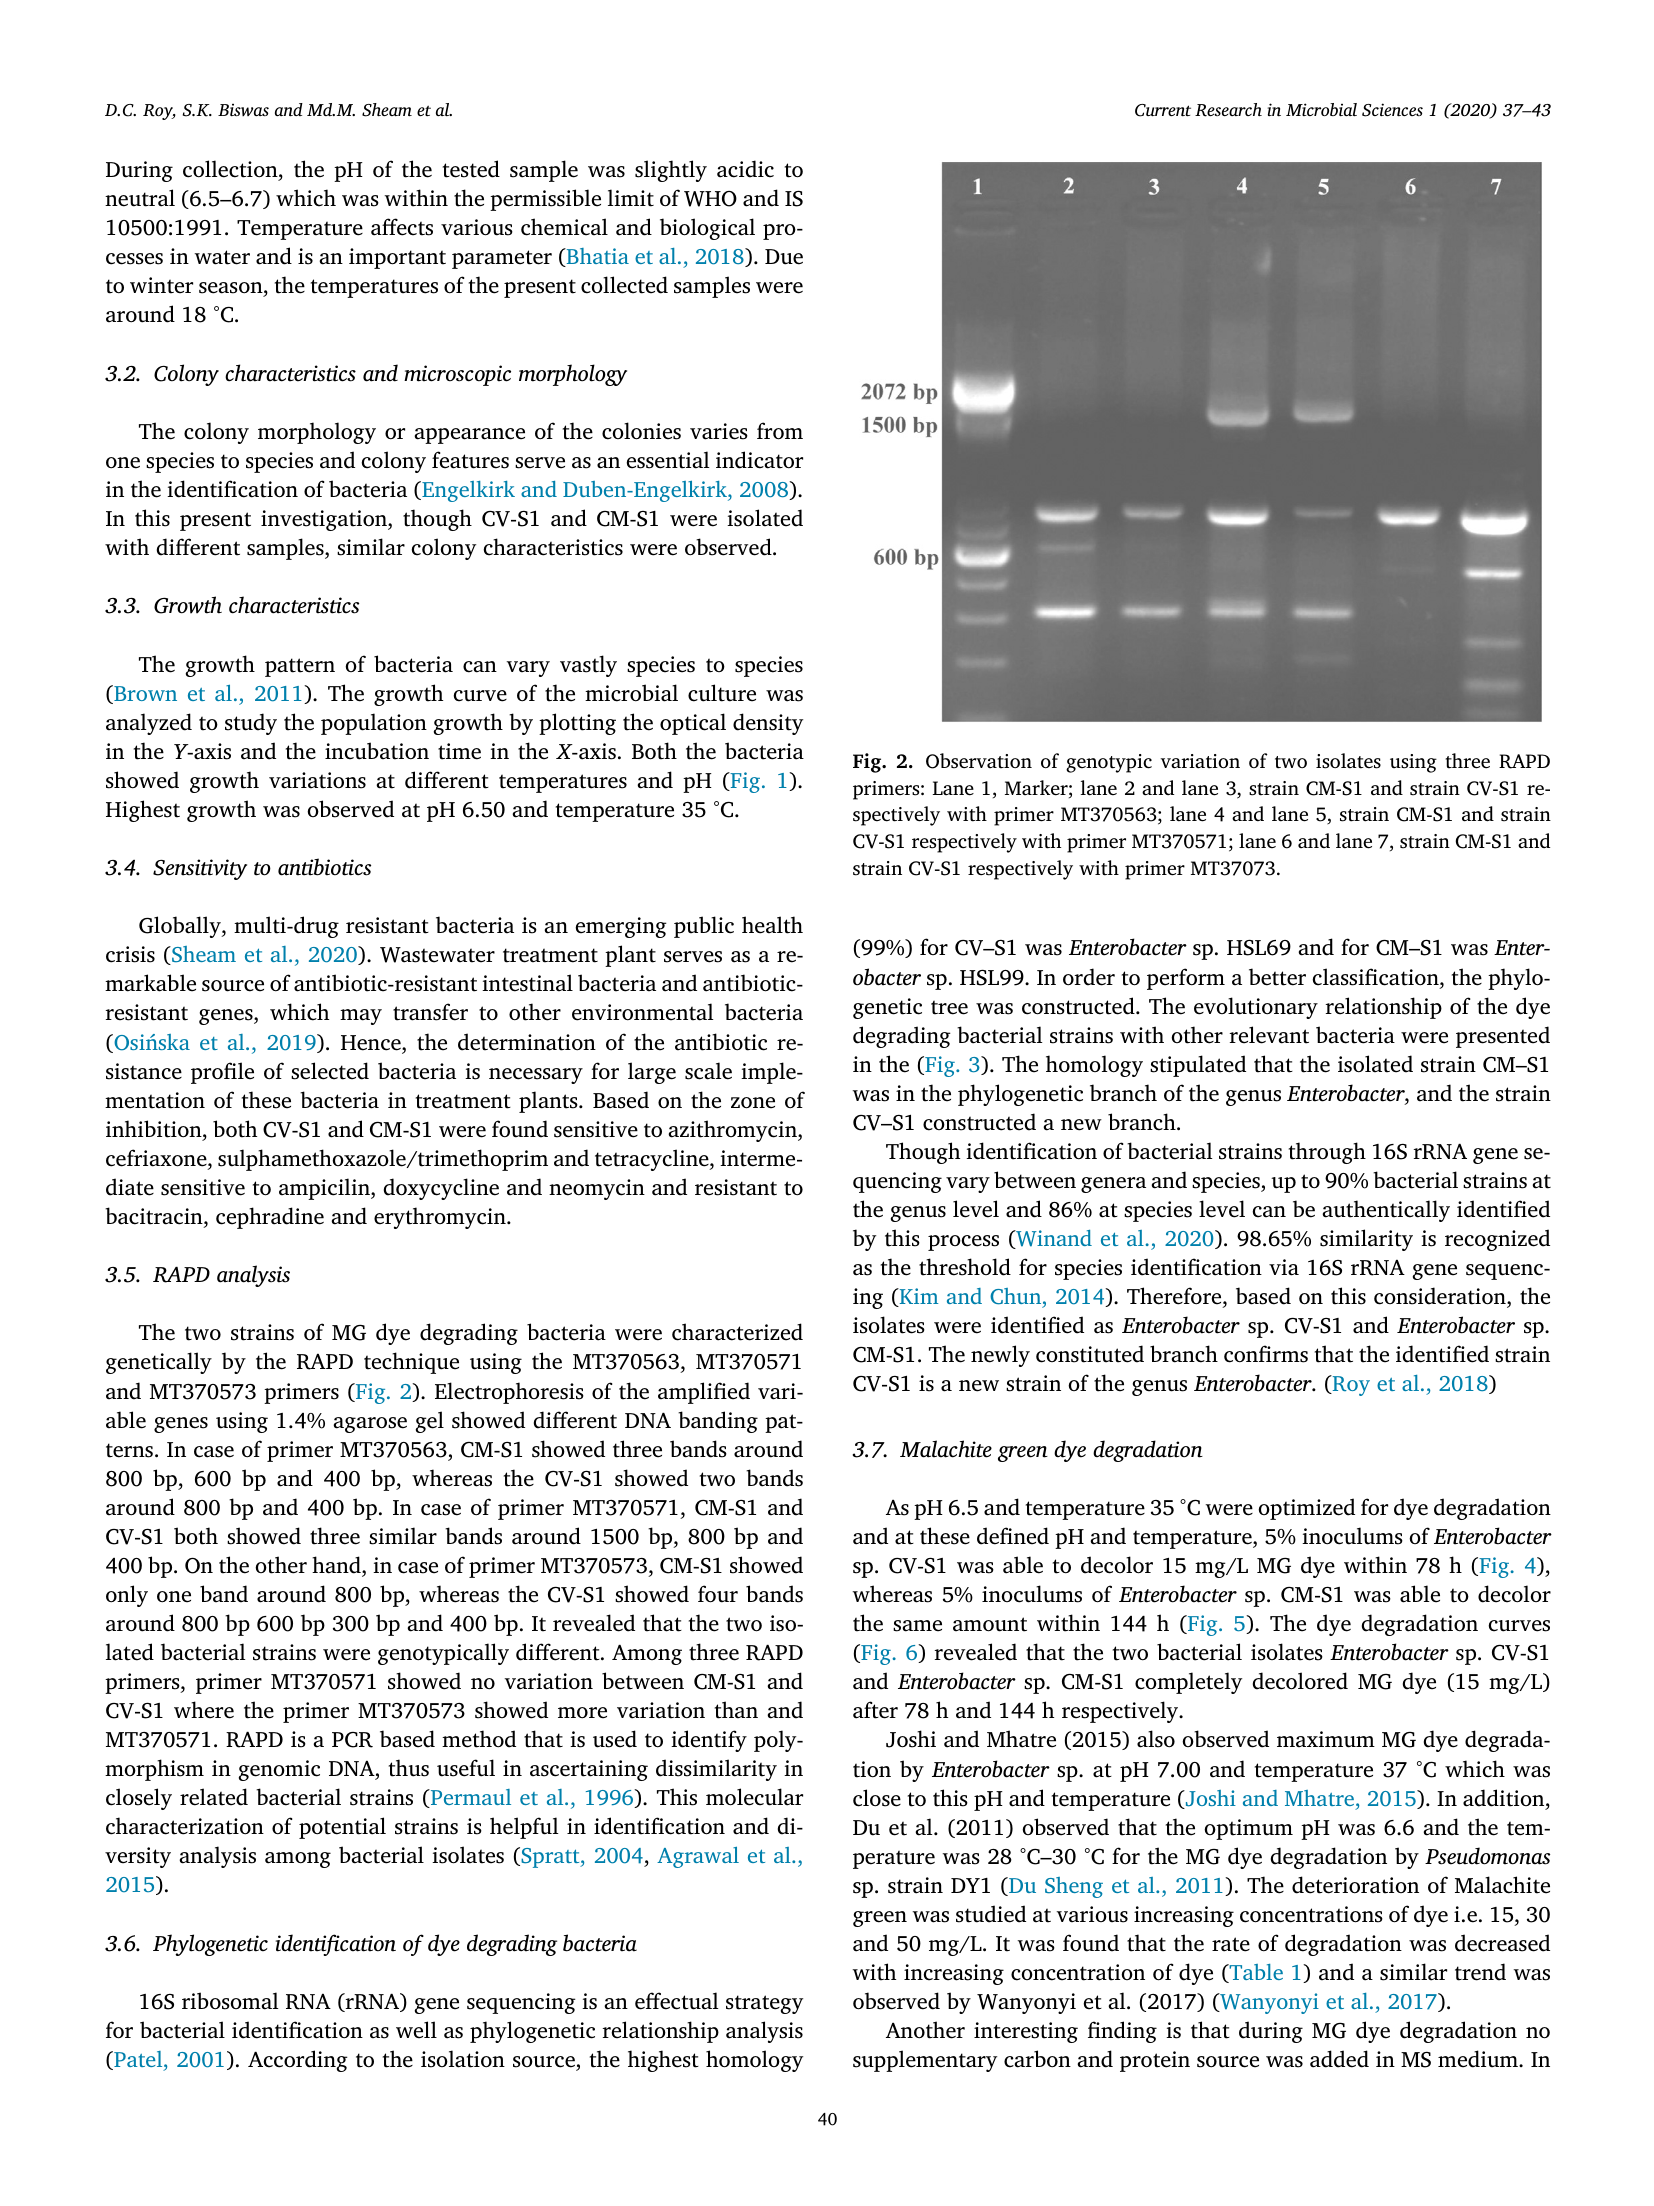 D.C. Roy, S.K. Biswas and Md.M. Sheam et al.
Current Research in Microbial Sciences 1 (2020) 37–43
During collection, the pH of the tested sample was slightly acidic to
neutral (6.5–6.7) which was within the permissible limit of WHO and IS
10500:1991. Temperature affects various chemical and biological pro-
cesses in water and is an important parameter (Bhatia et al., 2018). Due
to winter season, the temperatures of the present collected samples were
around 18 °C.
3.2. Colony characteristics and microscopic morphology
The colony morphology or appearance of the colonies varies from
one species to species and colony features serve as an essential indicator
in the identification of bacteria (Engelkirk and Duben-Engelkirk, 2008).
In this present investigation, though CV-S1 and CM-S1 were isolated
with different samples, similar colony characteristics were observed.
3.3. Growth characteristics
The growth pattern of bacteria can vary vastly species to species
(Brown et al., 2011). The growth curve of the microbial culture was
analyzed to study the population growth by plotting the optical density
in the Y-axis and the incubation time in the X-axis. Both the bacteria
showed growth variations at different temperatures and pH (Fig. 1).
Highest growth was observed at pH 6.50 and temperature 35 °C.
3.4. Sensitivity to antibiotics
Globally, multi-drug resistant bacteria is an emerging public health
crisis (Sheam et al., 2020). Wastewater treatment plant serves as a re-
markable source of antibiotic-resistant intestinal bacteria and antibiotic-
resistant genes, which may transfer to other environmental bacteria
(Osińska et al., 2019). Hence, the determination of the antibiotic re-
sistance profile of selected bacteria is necessary for large scale imple-
mentation of these bacteria in treatment plants. Based on the zone of
inhibition, both CV-S1 and CM-S1 were found sensitive to azithromycin,
cefriaxone, sulphamethoxazole/trimethoprim and tetracycline, interme-
diate sensitive to ampicilin, doxycycline and neomycin and resistant to
bacitracin, cephradine and erythromycin.
3.5. RAPD analysis
The two strains of MG dye degrading bacteria were characterized
genetically by the RAPD technique using the MT370563, MT370571
and MT370573 primers (Fig. 2). Electrophoresis of the amplified vari-
able genes using 1.4% agarose gel showed different DNA banding pat-
terns. In case of primer MT370563, CM-S1 showed three bands around
800 bp, 600 bp and 400 bp, whereas the CV-S1 showed two bands
around 800 bp and 400 bp. In case of primer MT370571, CM-S1 and
CV-S1 both showed three similar bands around 1500 bp, 800 bp and
400 bp. On the other hand, in case of primer MT370573, CM-S1 showed
only one band around 800 bp, whereas the CV-S1 showed four bands
around 800 bp 600 bp 300 bp and 400 bp. It revealed that the two iso-
lated bacterial strains were genotypically different. Among three RAPD
primers, primer MT370571 showed no variation between CM-S1 and
CV-S1 where the primer MT370573 showed more variation than and
MT370571. RAPD is a PCR based method that is used to identify poly-
morphism in genomic DNA, thus useful in ascertaining dissimilarity in
closely related bacterial strains (Permaul et al., 1996). This molecular
characterization of potential strains is helpful in identification and di-
versity analysis among bacterial isolates (Spratt, 2004, Agrawal et al.,
2015).
3.6. Phylogenetic identification of dye degrading bacteria
16S ribosomal RNA (rRNA) gene sequencing is an effectual strategy
for bacterial identification as well as phylogenetic relationship analysis
(Patel, 2001). According to the isolation source, the highest homology
1 2 3 4 5 6 7
2072 bp
1500 bp
600 bp
Fig. 2. Observation of genotypic variation of two isolates using three RAPD
primers: Lane 1, Marker; lane 2 and lane 3, strain CM-S1 and strain CV-S1 re-
spectively with primer MT370563; lane 4 and lane 5, strain CM-S1 and strain
CV-S1 respectively with primer MT370571; lane 6 and lane 7, strain CM-S1 and
strain CV-S1 respectively with primer MT37073.
(99%) for CV–S1 was Enterobacter sp. HSL69 and for CM–S1 was Enter-
obacter sp. HSL99. In order to perform a better classification, the phylo-
genetic tree was constructed. The evolutionary relationship of the dye
degrading bacterial strains with other relevant bacteria were presented
in the (Fig. 3). The homology stipulated that the isolated strain CM–S1
was in the phylogenetic branch of the genus Enterobacter, and the strain
CV–S1 constructed a new branch.
Though identification of bacterial strains through 16S rRNA gene se-
quencing vary between genera and species, up to 90% bacterial strains at
the genus level and 86% at species level can be authentically identified
by this process (Winand et al., 2020). 98.65% similarity is recognized
as the threshold for species identification via 16S rRNA gene sequenc-
ing (Kim and Chun, 2014). Therefore, based on this consideration, the
isolates were identified as Enterobacter sp. CV-S1 and Enterobacter sp.
CM-S1. The newly constituted branch confirms that the identified strain
CV-S1 is a new strain of the genus Enterobacter. (Roy et al., 2018)
3.7. Malachite green dye degradation
As pH 6.5 and temperature 35 °C were optimized for dye degradation
and at these defined pH and temperature, 5% inoculums of Enterobacter
sp. CV-S1 was able to decolor 15 mg/L MG dye within 78 h (Fig. 4),
whereas 5% inoculums of Enterobacter sp. CM-S1 was able to decolor
the same amount within 144 h (Fig. 5). The dye degradation curves
(Fig. 6) revealed that the two bacterial isolates Enterobacter sp. CV-S1
and Enterobacter sp. CM-S1 completely decolored MG dye (15 mg/L)
after 78 h and 144 h respectively.
Joshi and Mhatre (2015) also observed maximum MG dye degrada-
tion by Enterobacter sp. at pH 7.00 and temperature 37 °C which was
close to this pH and temperature (Joshi and Mhatre, 2015). In addition,
Du et al. (2011) observed that the optimum pH was 6.6 and the tem-
perature was 28 °C–30 °C for the MG dye degradation by Pseudomonas
sp. strain DY1 (Du Sheng et al., 2011). The deterioration of Malachite
green was studied at various increasing concentrations of dye i.e. 15, 30
and 50 mg/L. It was found that the rate of degradation was decreased
with increasing concentration of dye (Table 1) and a similar trend was
observed by Wanyonyi et al. (2017) (Wanyonyi et al., 2017).
Another interesting finding is that during MG dye degradation no
supplementary carbon and protein source was added in MS medium. In
40